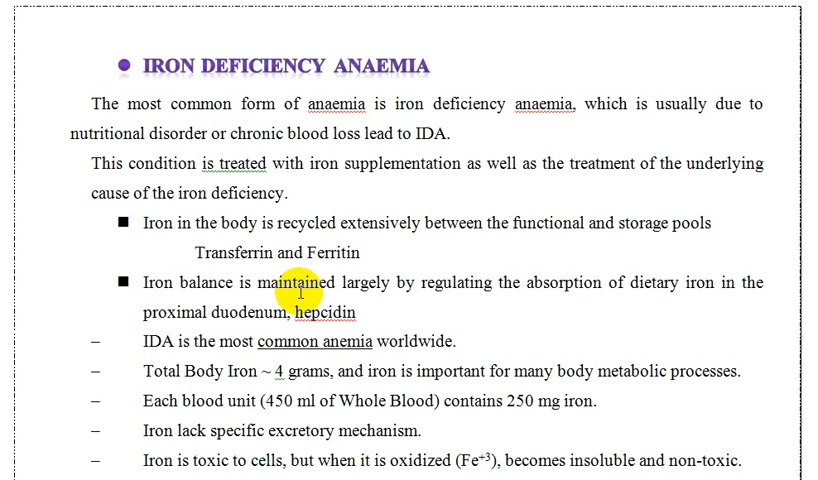 ● IRON DEFICIENCY ANAEMIA
The most common form of anaemia is iron deficiency anaemia, which is usually due to
nutritional disorder or chronic blood loss lead to IDA.
This condition is treated with iron supplementation as well as the treatment of the underlying
cause of the iron deficiency.
■ Iron in the body is recycled extensively between the functional and storage pools
Transferrin and Ferritin
■ Iron balance is maintained largely by regulating the absorption of dietary iron in the
proximal duodenum, hepcidin
– IDA is the most common anemia worldwide.
– Total Body Iron ~ 4 grams, and iron is important for many body metabolic processes.
– Each blood unit (450 ml of Whole Blood) contains 250 mg iron.
– Iron lack specific excretory mechanism.
– Iron is toxic to cells, but when it is oxidized (Fe⁺³), becomes insoluble and non-toxic.